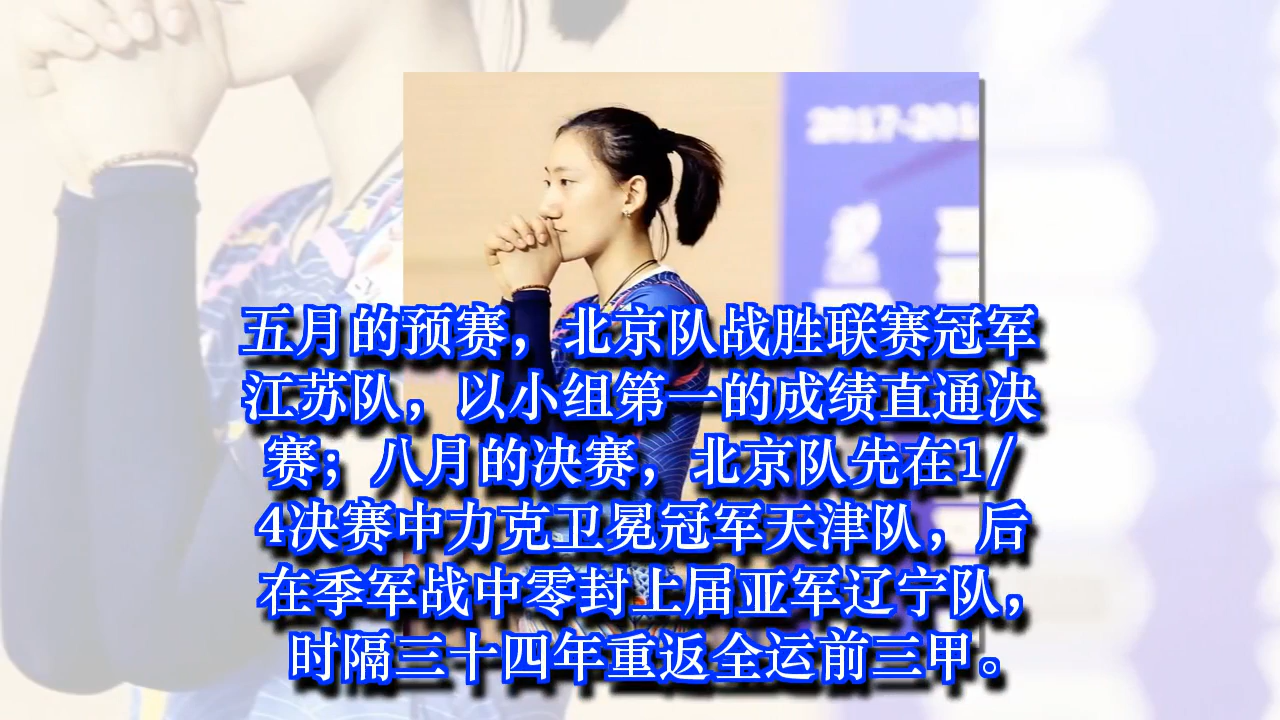 2017-201
五月的预赛，北京队战胜联赛冠军
江苏队，以小组第一的成绩直通决
赛；八月的决赛，北京队先在1/
4决赛中力克卫冕冠军天津队，后
在季军战中零封上届亚军辽宁队，
时隔三十四年重返全运前三甲。